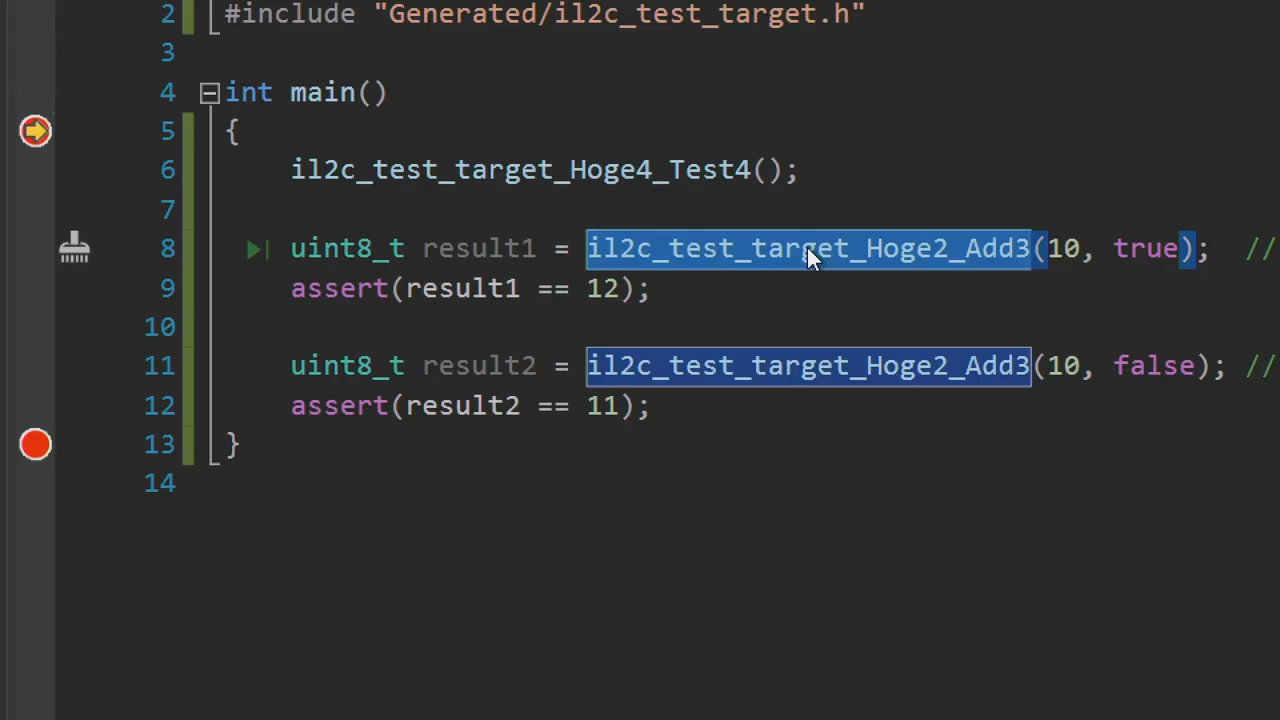 2 #include "Generated/il2c_test_target.h"
3
4 int main()
5 {
6 il2c_test_target_Hoge4_Test4();
7
8 uint8_t result1 = il2c_test_target_Hoge2_Add3(10, true); //
9 assert(result1 == 12);
10
11 uint8_t result2 = il2c_test_target_Hoge2_Add3(10, false); //
12 assert(result2 == 11);
13 }
14